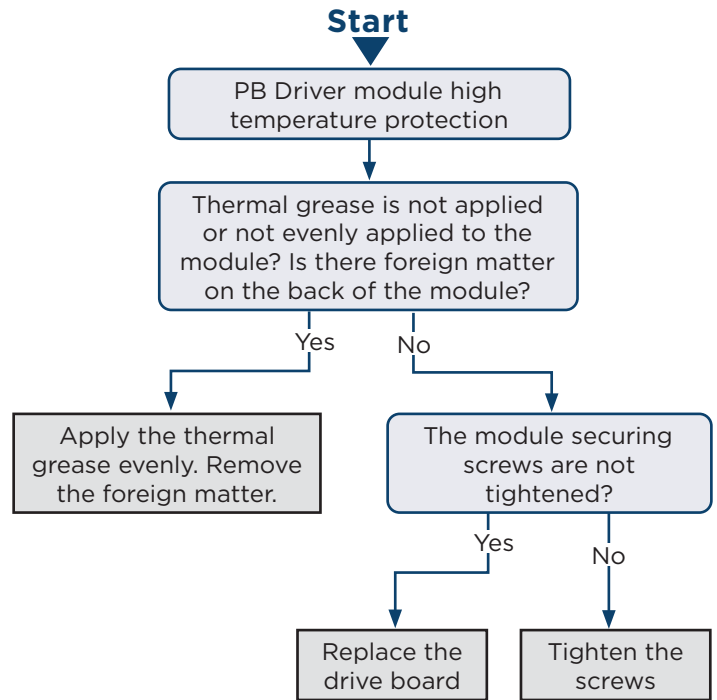 Start
PB Driver module high
temperature protection
Thermal grease is not applied
or not evenly applied to the
module? Is there foreign matter
on the back of the module?
Yes
No
Apply the thermal
grease evenly. Remove
the foreign matter.
The module securing
screws are not
tightened?
Yes
No
Replace the
drive board
Tighten the
screws